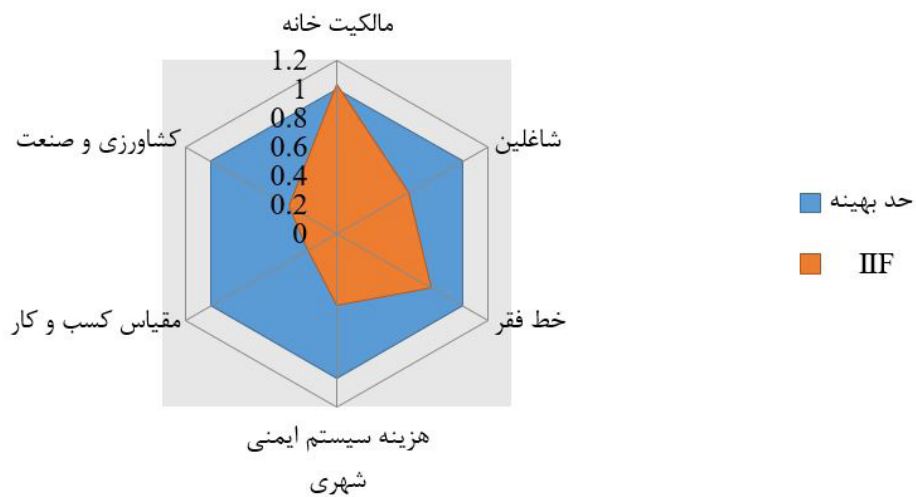 مالکیت خانه
1.2
1
0.8
0.6
0.4
0.2
0
شاغلین
خط فقر
هزینه سیستم ایمنی
شهری
مقیاس کسب و کار
کشاورزی و صنعت
حد بهینه
IIF